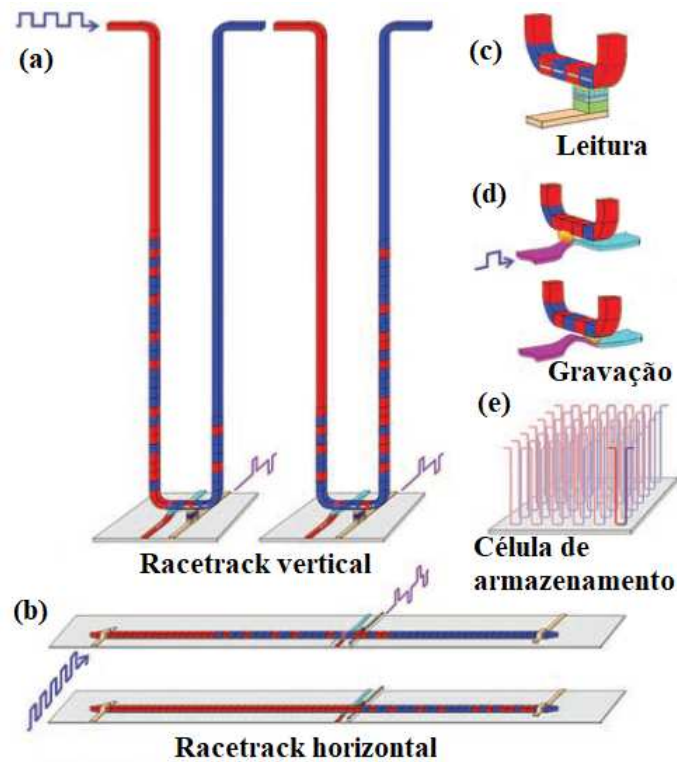 (a)
Racetrack vertical
(b)
Racetrack horizontal
(c)
Leitura
(d)
Gravação
(e)
Célula de
armazenamento